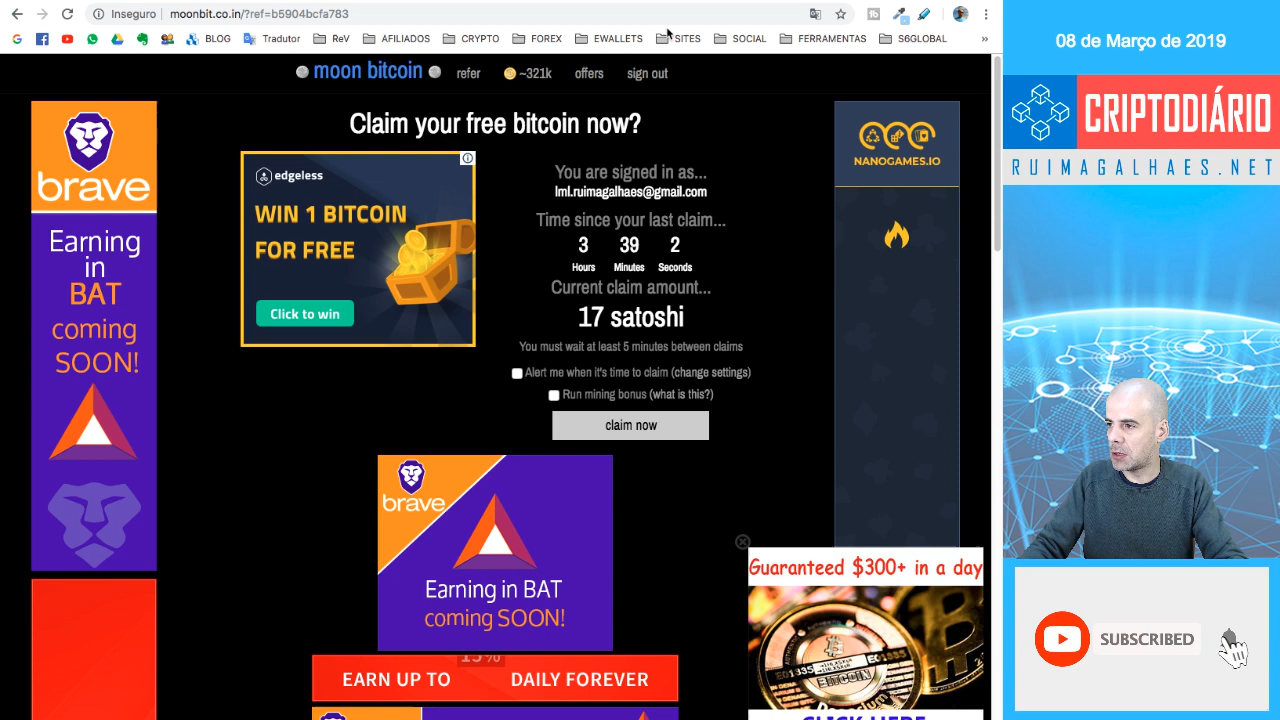 Inseguro
moonbit.co.in/?ref=b5904bcfa783
BLOG
Tradutor
ReV
AFILIADOS
CRYPTO
FOREX
EWALLETS
SITES
SOCIAL
FERRAMENTAS
S6GLOBAL
»
moon bitcoin
refer
~321k
offers
sign out
brave
Earning
in
BAT
coming
SOON!
Claim your free bitcoin now?
edgeless
WIN 1 BITCOIN
FOR FREE
Click to win
You are signed in as...
lml.ruimagalhaes@gmail.com
Time since your last claim...
3 39 2
Hours Minutes Seconds
Current claim amount...
17 satoshi
You must wait at least 5 minutes between claims
Alert me when it's time to claim (change settings)
Run mining bonus (what is this?)
claim now
NANOGAMES.IO
brave
Earning in BAT
coming SOON!
15%
EARN UP TO DAILY FOREVER
Guaranteed $300+ in a day
BITCOIN
CLICK HERE
08 de Março de 2019
CRIPTODIÁRIO
RUIMAGALHAES.NET
SUBSCRIBED